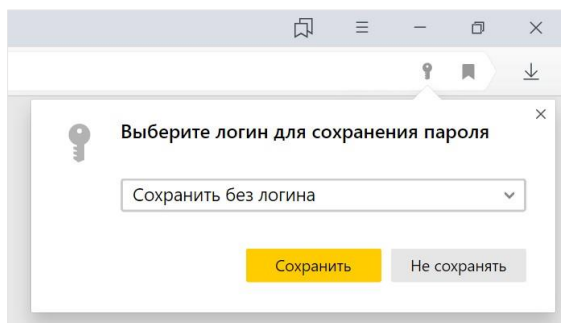 Выберите логин для сохранения пароля
Сохранить без логина
Сохранить
Не сохранять